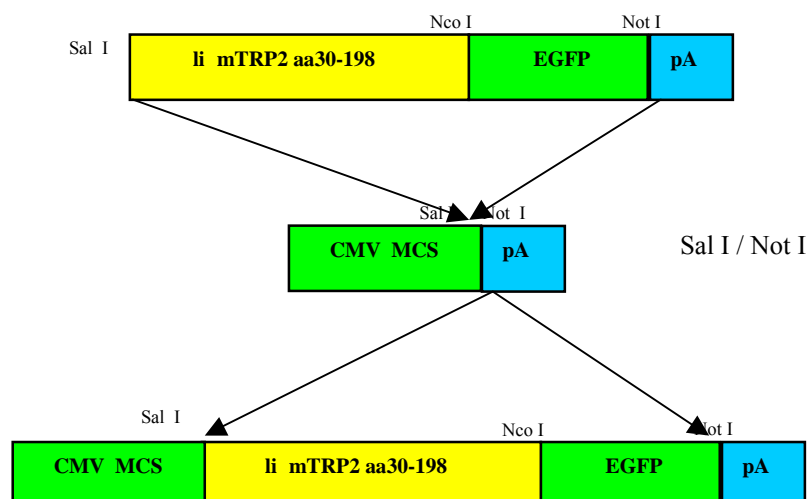 Nco I Not I
Sal I
li mTRP2 aa30-198 EGFP pA
Sal I Not I
CMV MCS pA
Sal I / Not I
Sal I
Nco I Not I
CMV MCS li mTRP2 aa30-198 EGFP pA